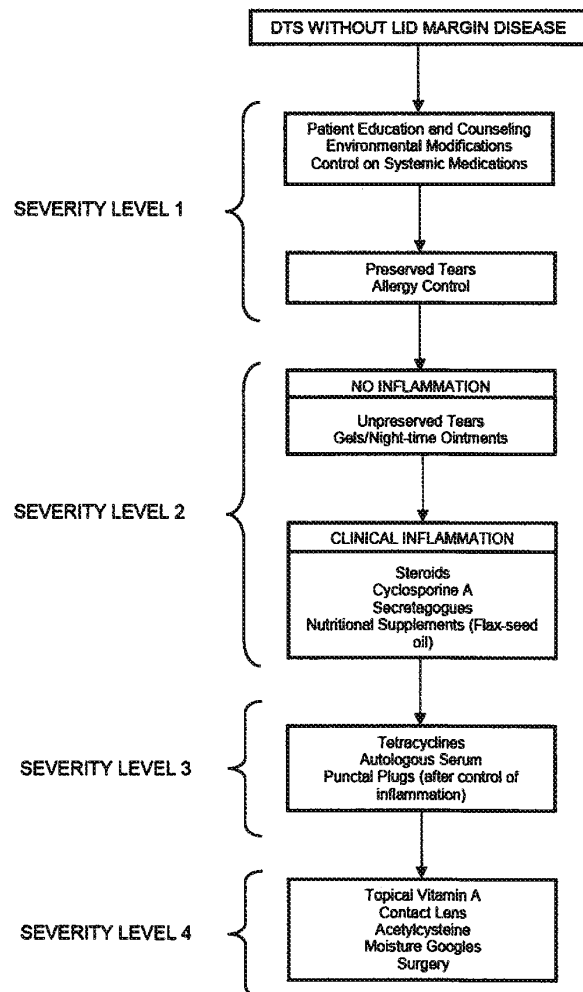 DTS WITHOUT LID MARGIN DISEASE
SEVERITY LEVEL 1
Patient Education and Counseling
Environmental Modifications
Control on Systemic Medications
Preserved Tears
Allergy Control
SEVERITY LEVEL 2
NO INFLAMMATION
Unpreserved Tears
Gels/Night-time Ointments
CLINICAL INFLAMMATION
Steroids
Cyclosporine A
Secretagogues
Nutritional Supplements (Flax-seed
oil)
SEVERITY LEVEL 3
Tetracyclines
Autologous Serum
Punctal Plugs (after control of
inflammation)
SEVERITY LEVEL 4
Topical Vitamin A
Contact Lens
Acetylcysteine
Moisture Googles
Surgery